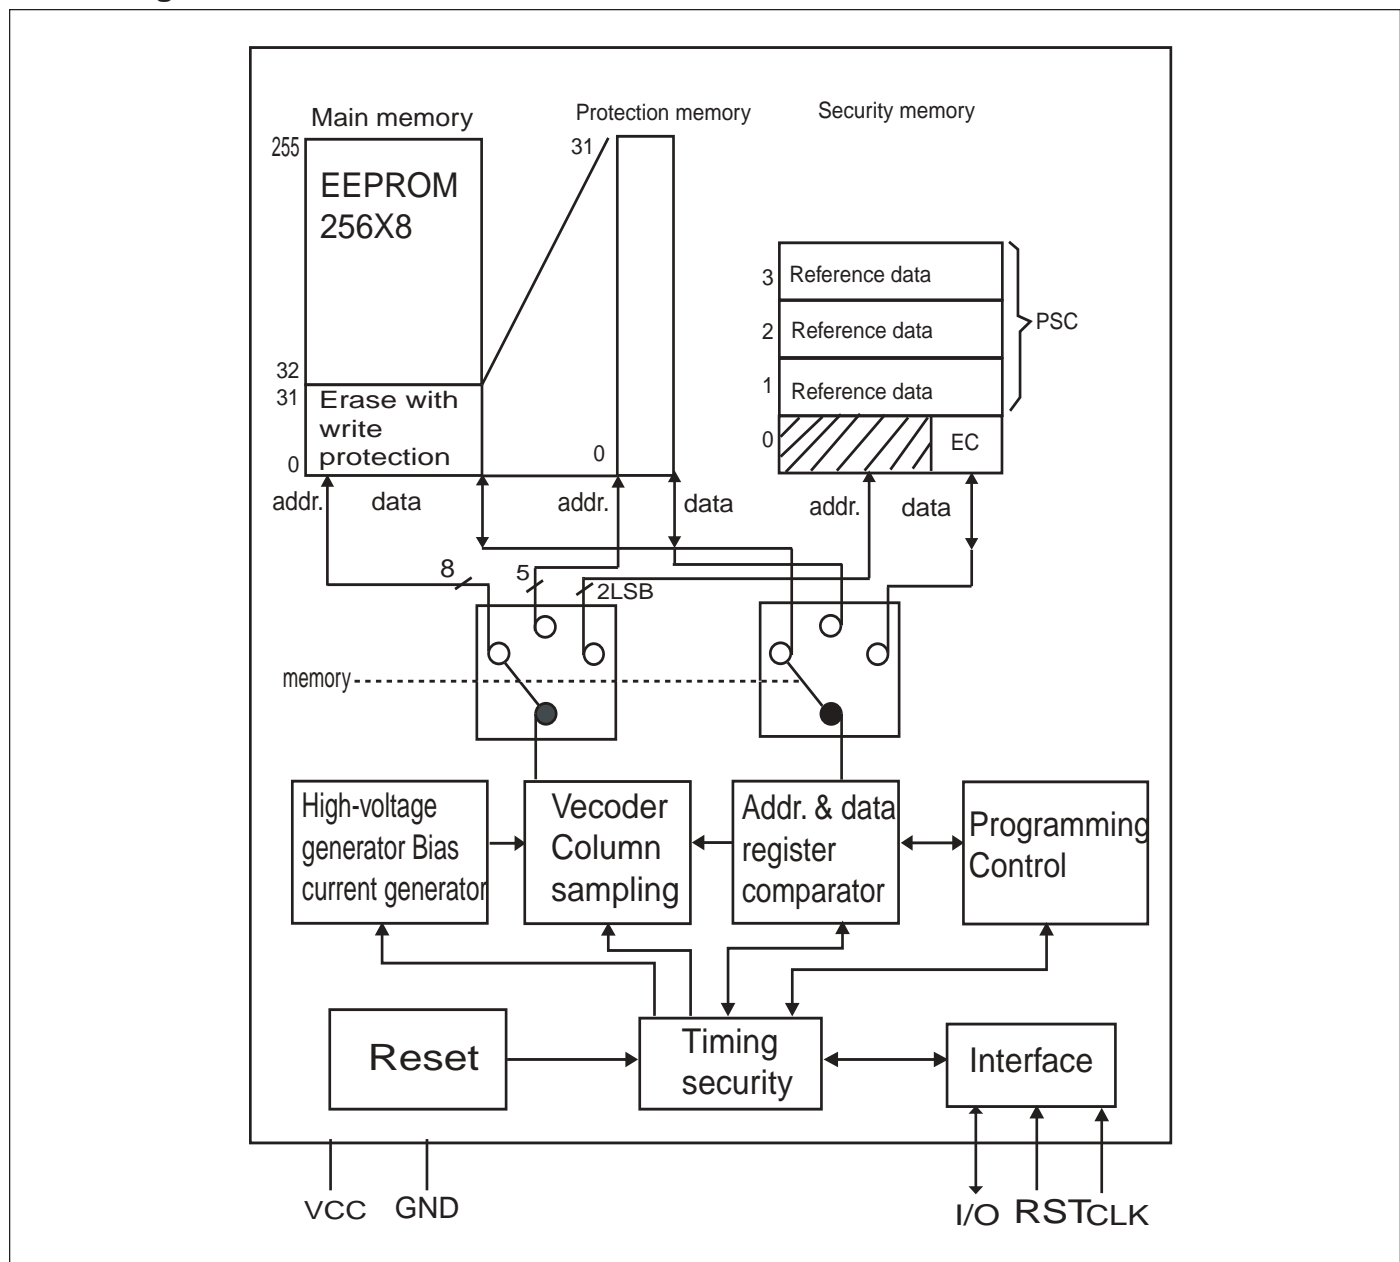 Main memory
Protection memory
Security memory
255
EEPROM
256X8
32
31
Erase with
write
protection
0
31
0
3
Reference data
2
Reference data
1
Reference data
0
EC
PSC
addr.
data
addr.
data
addr.
data
8
5
2LSB
memory
High-voltage
generator Bias
current generator
Vecoder
Column
sampling
Addr. & data
register
comparator
Programming
Control
Reset
Timing
security
Interface
VCC
GND
I/O
RST
CLK